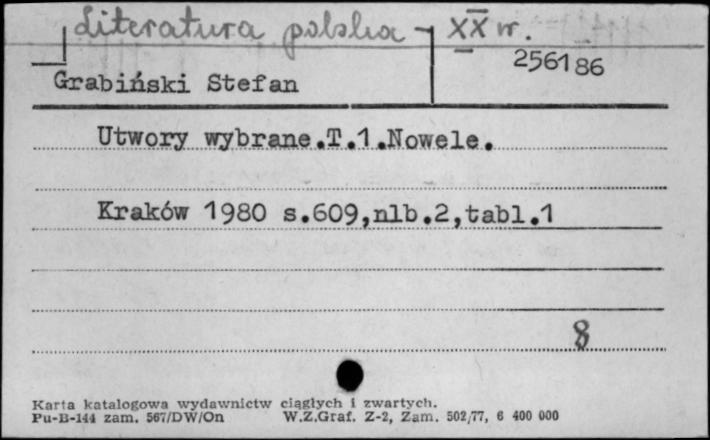 Literatura polska - XX w.
256186
Grabiński Stefan
Utwory wybrane.T.1.Nowele.
Kraków 1980 s.609,nlb.2,tabl.1
8
Karta katalogowa wydawnictw ciągłych i zwartych.
Pu-B-144 zam. 567/DW/On W.Z.Graf. Z-2, Zam. 502/77, 6 400 000